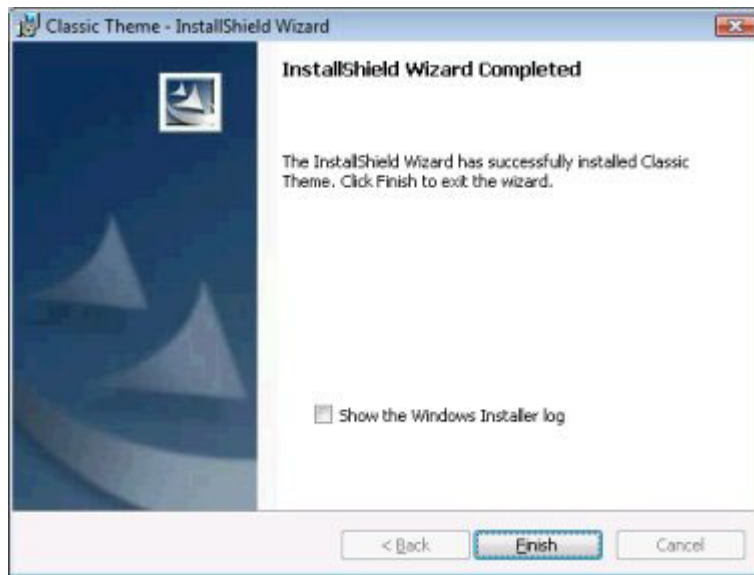 Classic Theme - InstallShield Wizard
InstallShield Wizard Completed
The InstallShield Wizard has successfully installed Classic
Theme. Click Finish to exit the wizard.
Show the Windows Installer log
< Back
Finish
Cancel